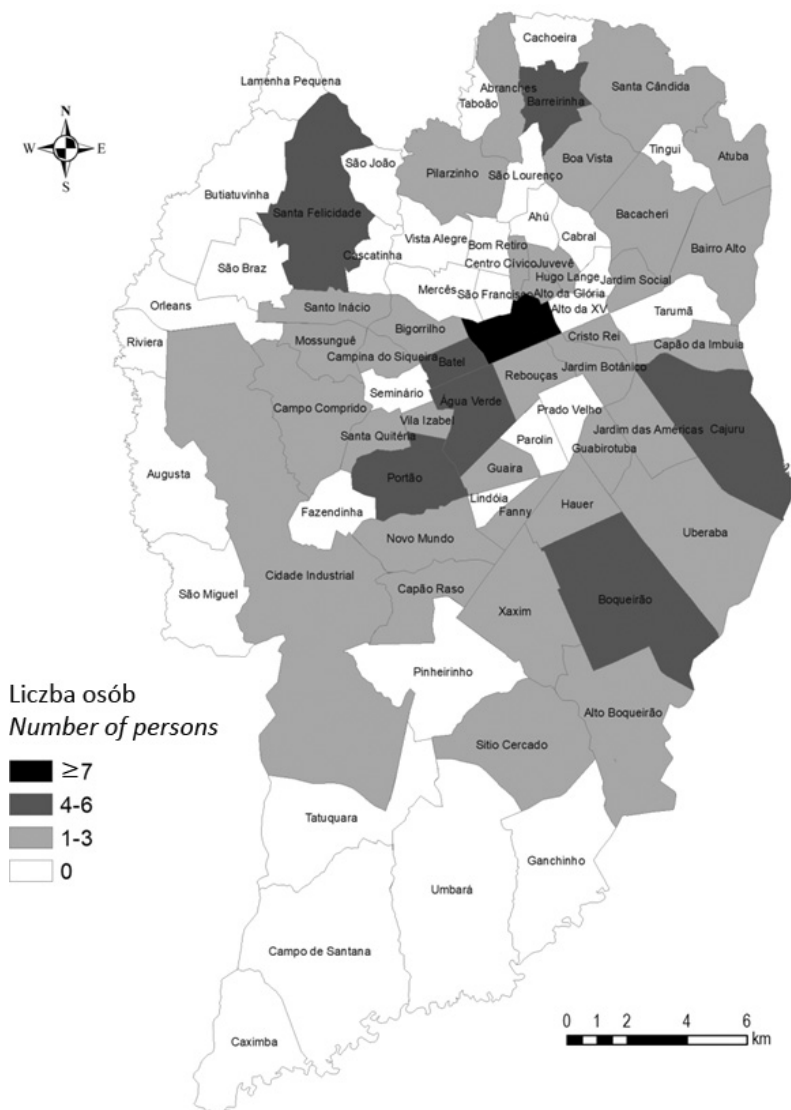 Cachoeira
Lamenha Pequena
Abranches
Taboão
Barreirinha
Santa Cândida
N
W
E
S
São João
Pilarzinho
São Lourenço
Boa Vista
Tingui
Atuba
Butiatuvinha
Santa Felicidade
Ahú
Bacacheri
Vista Alegre
Bom Retiro
Cabral
Bairro Alto
Cascatinha
São Braz
Centro Cívico
Juvevê
Hugo Lange
Jardim Social
Mercês
São Francisco
Alto da Glória
Orleans
Santo Inácio
Alto da XV
Tarumã
Bigorrilho
Riviera
Mossunguê
Cristo Rei
Capão da Imbuia
Campina do Siqueira
Batel
Jardim Botânico
Rebouças
Seminário
Campo Comprido
Água Verde
Prado Velho
Vila Izabel
Jardim das Américas
Cajuru
Santa Quitéria
Parolin
Guabirotuba
Augusta
Portão
Guaira
Lindóia
Fazendinha
Fanny
Hauer
Uberaba
Novo Mundo
Cidade Industrial
São Miguel
Capão Raso
Xaxim
Boqueirão
Pinheirinho
Liczba osób
Number of persons
Alto Boqueirão
Sitio Cercado
≥7
4-6
1-3
0
Tatuquara
Ganchinho
Umbará
Campo de Santana
Caximba
0 1 2 4 6
km